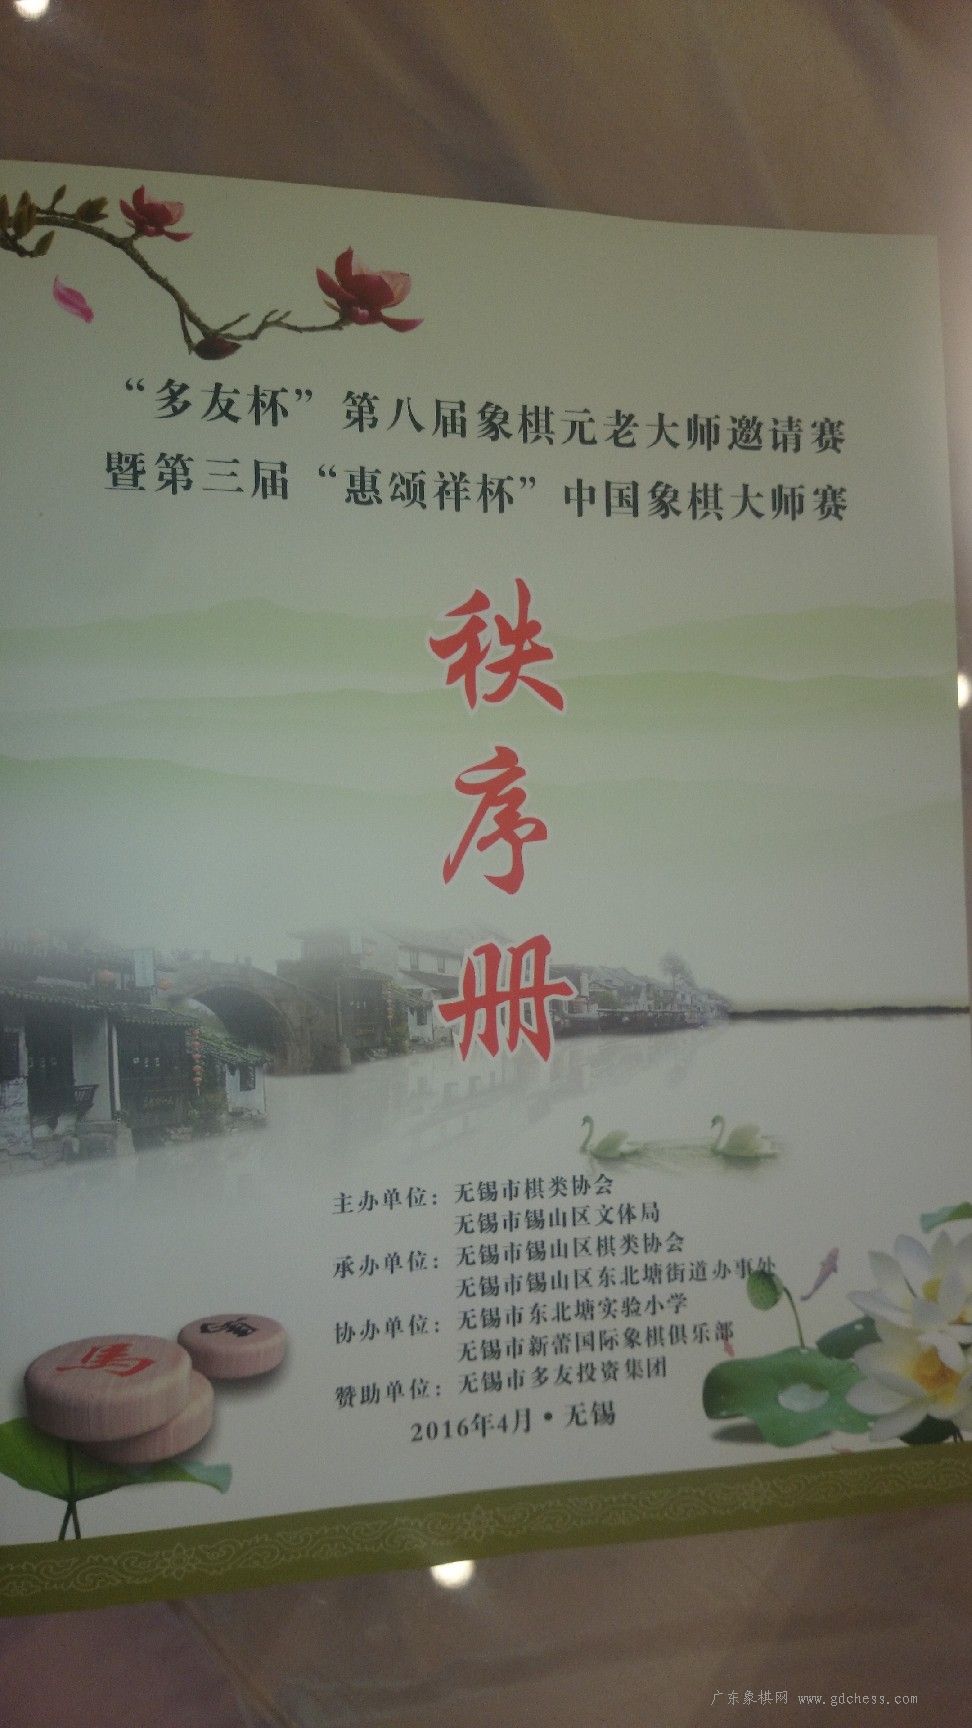 “多友杯”第八届象棋元老大师邀请赛
暨第三届“惠颂祥杯”中国象棋大师赛
秩
序
册
主办单位：无锡市棋类协会
无锡市锡山区文体局
承办单位：无锡市锡山区棋类协会
无锡市锡山区东北塘街道办事处
协办单位：无锡市东北塘实验小学
无锡市新蕾国际象棋俱乐部
赞助单位：无锡市多友投资集团
2016年4月·无锡
馬
广东象棋网 www.gdchess.com